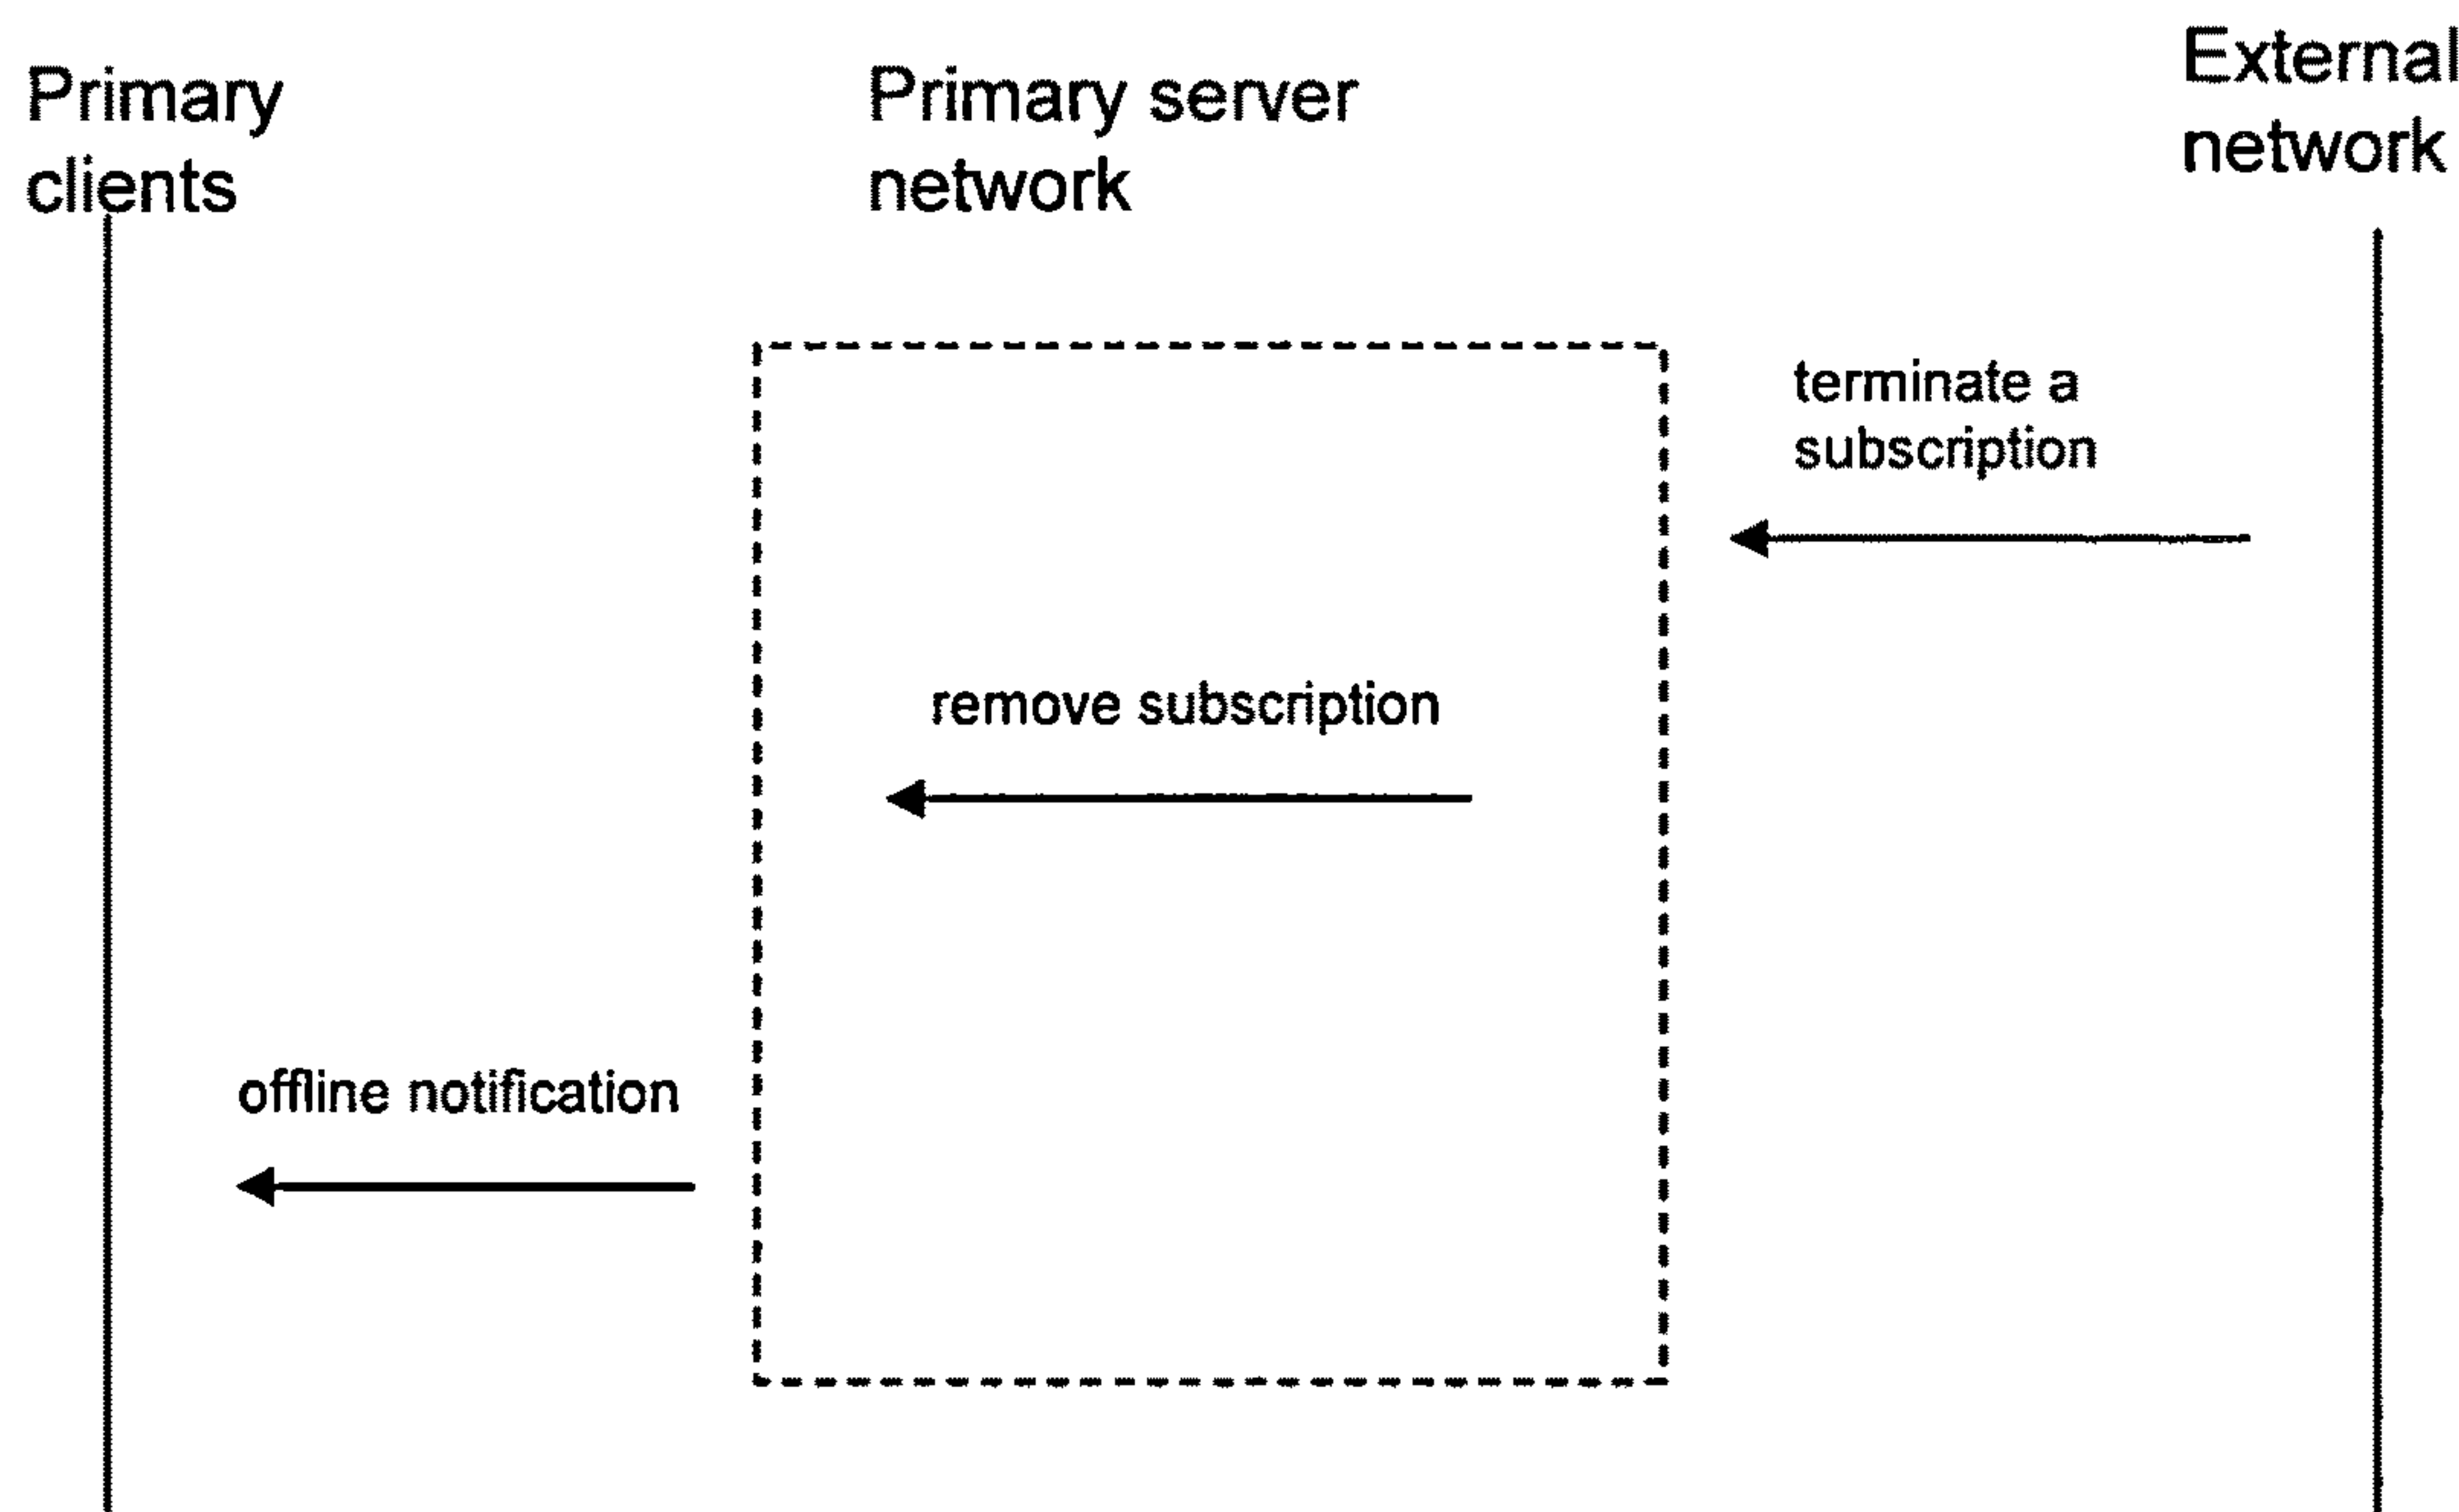 Primary
clients
Primary server
network
External
network
terminate a
subscription
remove subscription
offline notification